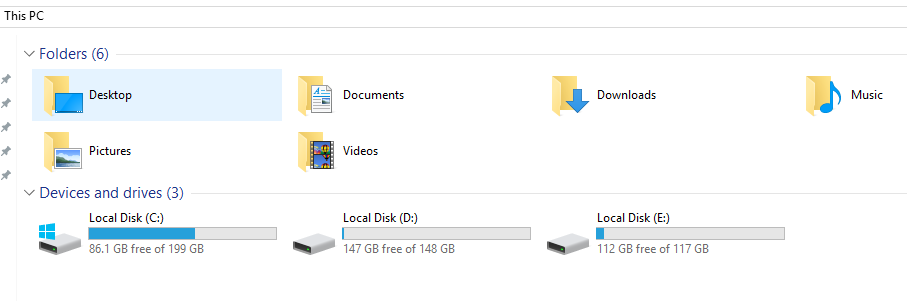 This PC
Folders (6)
Desktop
Documents
Downloads
Music
Pictures
Videos
Devices and drives (3)
Local Disk (C:)
86.1 GB free of 199 GB
Local Disk (D:)
147 GB free of 148 GB
Local Disk (E:)
112 GB free of 117 GB